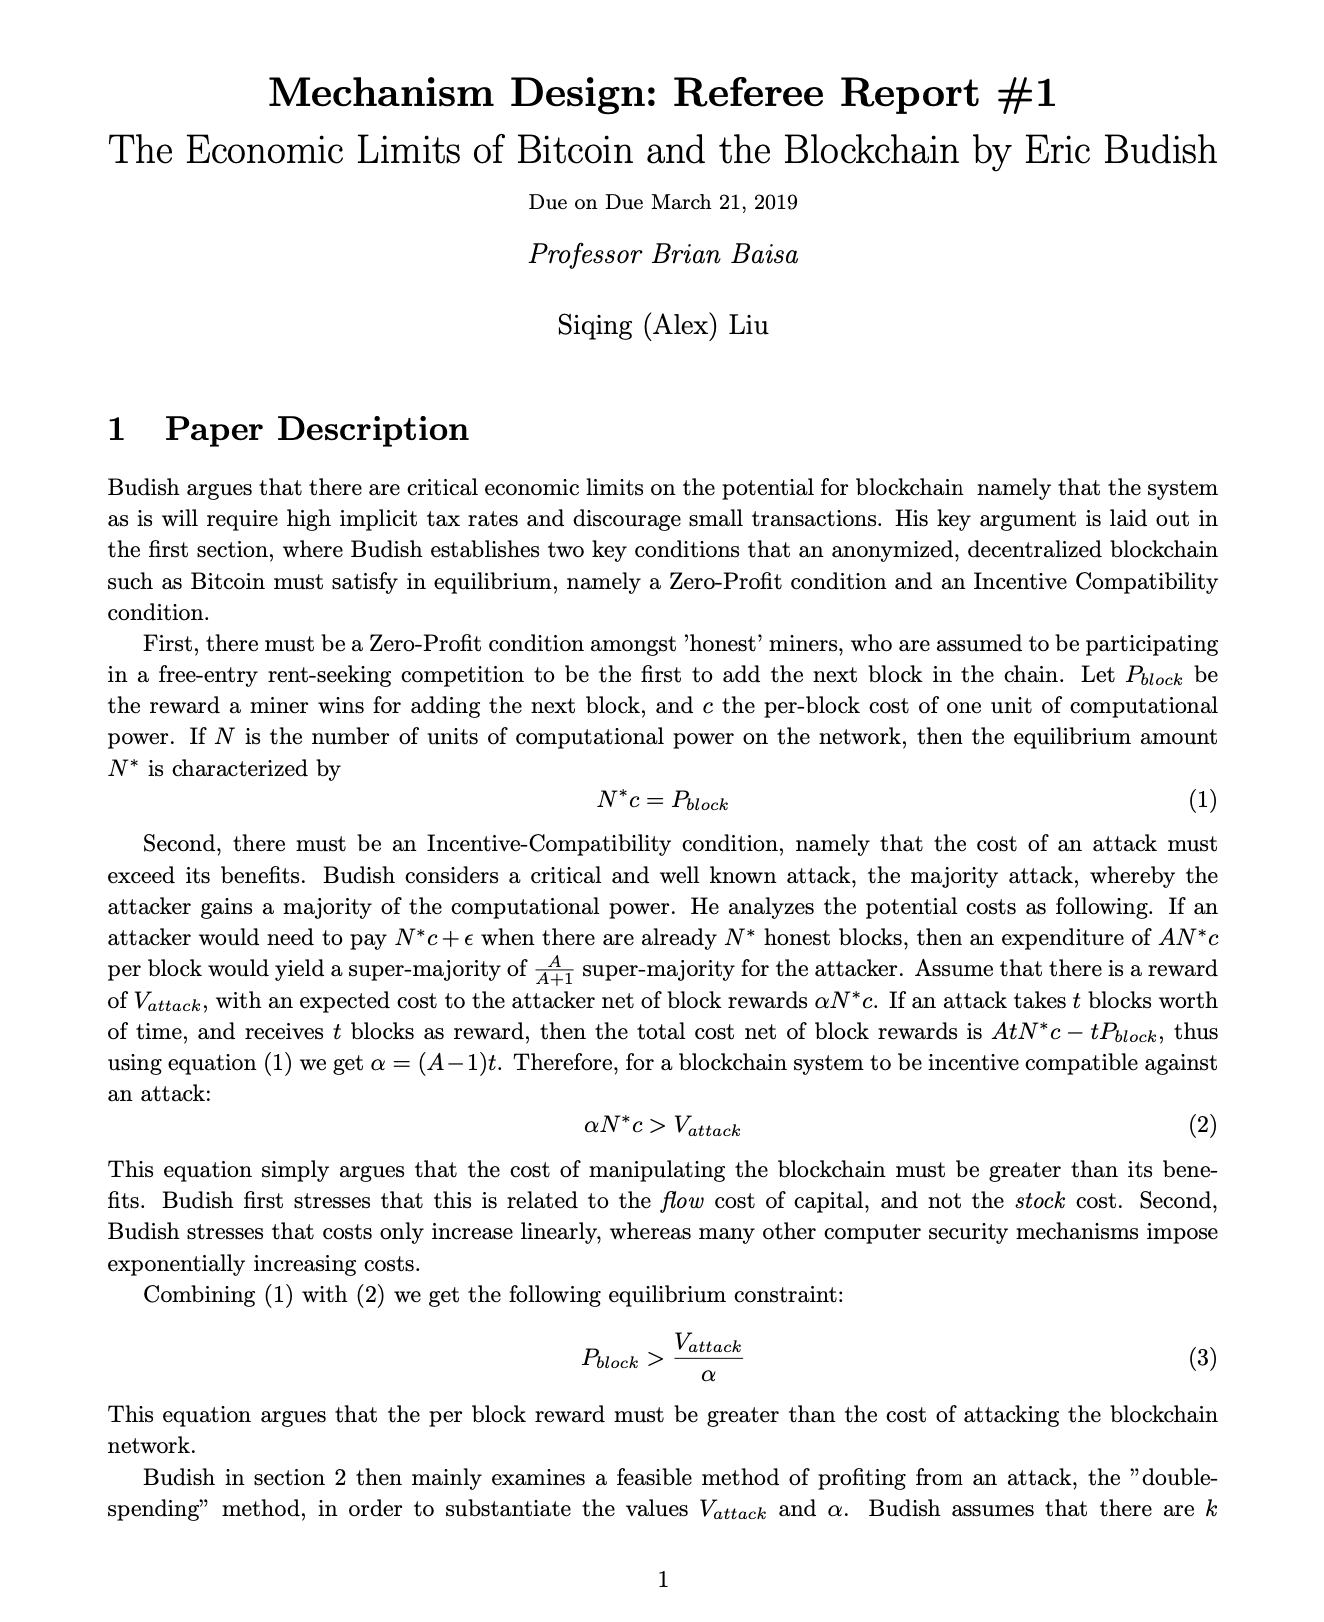 Mechanism Design: Referee Report #1
The Economic Limits of Bitcoin and the Blockchain by Eric Budish
Due on Due March 21, 2019
Professor Brian Baisa
Siqing (Alex) Liu
1 Paper Description
Budish argues that there are critical economic limits on the potential for blockchain namely that the system
as is will require high implicit tax rates and discourage small transactions. His key argument is laid out in
the first section, where Budish establishes two key conditions that an anonymized, decentralized blockchain
such as Bitcoin must satisfy in equilibrium, namely a Zero-Profit condition and an Incentive Compatibility
condition.
First, there must be a Zero-Profit condition amongst ’honest’ miners, who are assumed to be participating
in a free-entry rent-seeking competition to be the first to add the next block in the chain. Let $P_{block}$ be
the reward a miner wins for adding the next block, and $c$ the per-block cost of one unit of computational
power. If $N$ is the number of units of computational power on the network, then the equilibrium amount
$N^*$ is characterized by
$N^*c = P_{block}$ (1)
Second, there must be an Incentive-Compatibility condition, namely that the cost of an attack must
exceed its benefits. Budish considers a critical and well known attack, the majority attack, whereby the
attacker gains a majority of the computational power. He analyzes the potential costs as following. If an
attacker would need to pay $N^*c + \epsilon$ when there are already $N^*$ honest blocks, then an expenditure of $AN^*c$
per block would yield a super-majority of $\frac{A}{A+1}$ super-majority for the attacker. Assume that there is a reward
of $V_{attack}$, with an expected cost to the attacker net of block rewards $\alpha N^*c$. If an attack takes $t$ blocks worth
of time, and receives $t$ blocks as reward, then the total cost net of block rewards is $AtN^*c - tP_{block}$, thus
using equation (1) we get $\alpha = (A-1)t$. Therefore, for a blockchain system to be incentive compatible against
an attack:
$\alpha N^*c > V_{attack}$ (2)
This equation simply argues that the cost of manipulating the blockchain must be greater than its bene-
fits. Budish first stresses that this is related to the flow cost of capital, and not the stock cost. Second,
Budish stresses that costs only increase linearly, whereas many other computer security mechanisms impose
exponentially increasing costs.
Combining (1) with (2) we get the following equilibrium constraint:
$P_{block} > \frac{V_{attack}}{\alpha}$ (3)
This equation argues that the per block reward must be greater than the cost of attacking the blockchain
network.
Budish in section 2 then mainly examines a feasible method of profiting from an attack, the ”double-
spending” method, in order to substantiate the values $V_{attack}$ and $\alpha$. Budish assumes that there are $k$
1